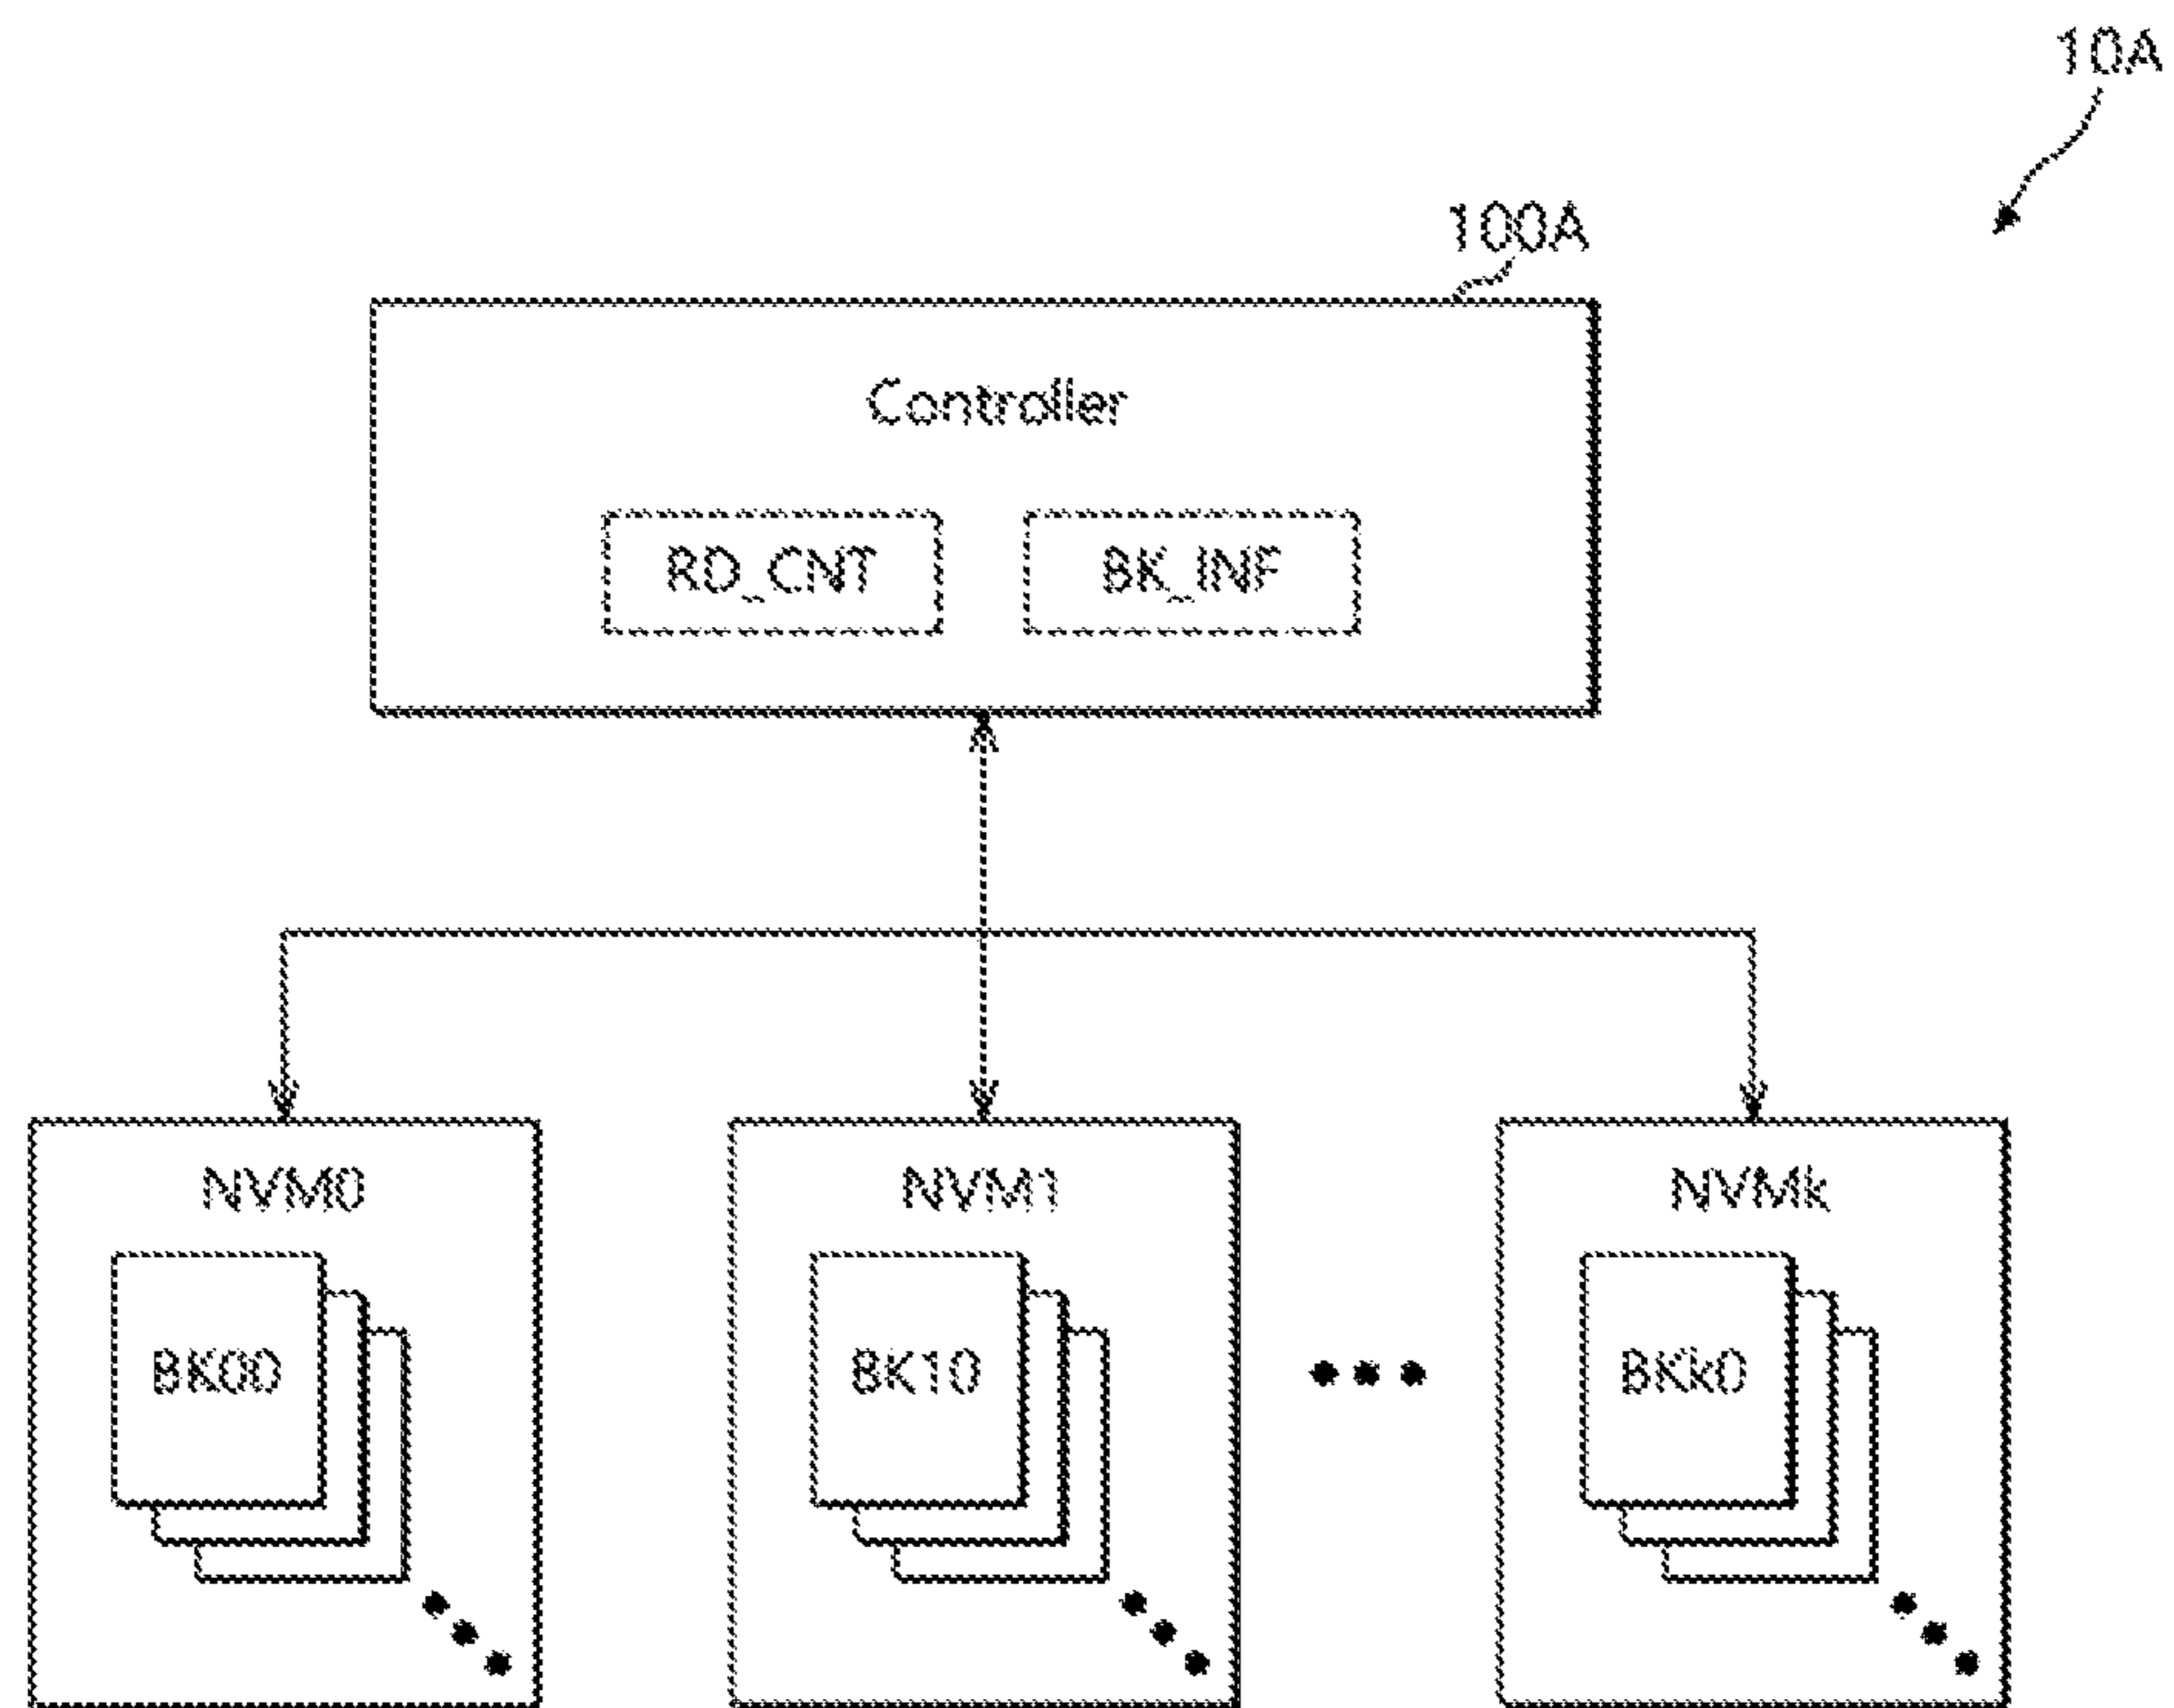 10A
100A
Controller
RD_CNT BK_INF
NVM0 NVM1 NVMk
BK00 BK10 BKk0